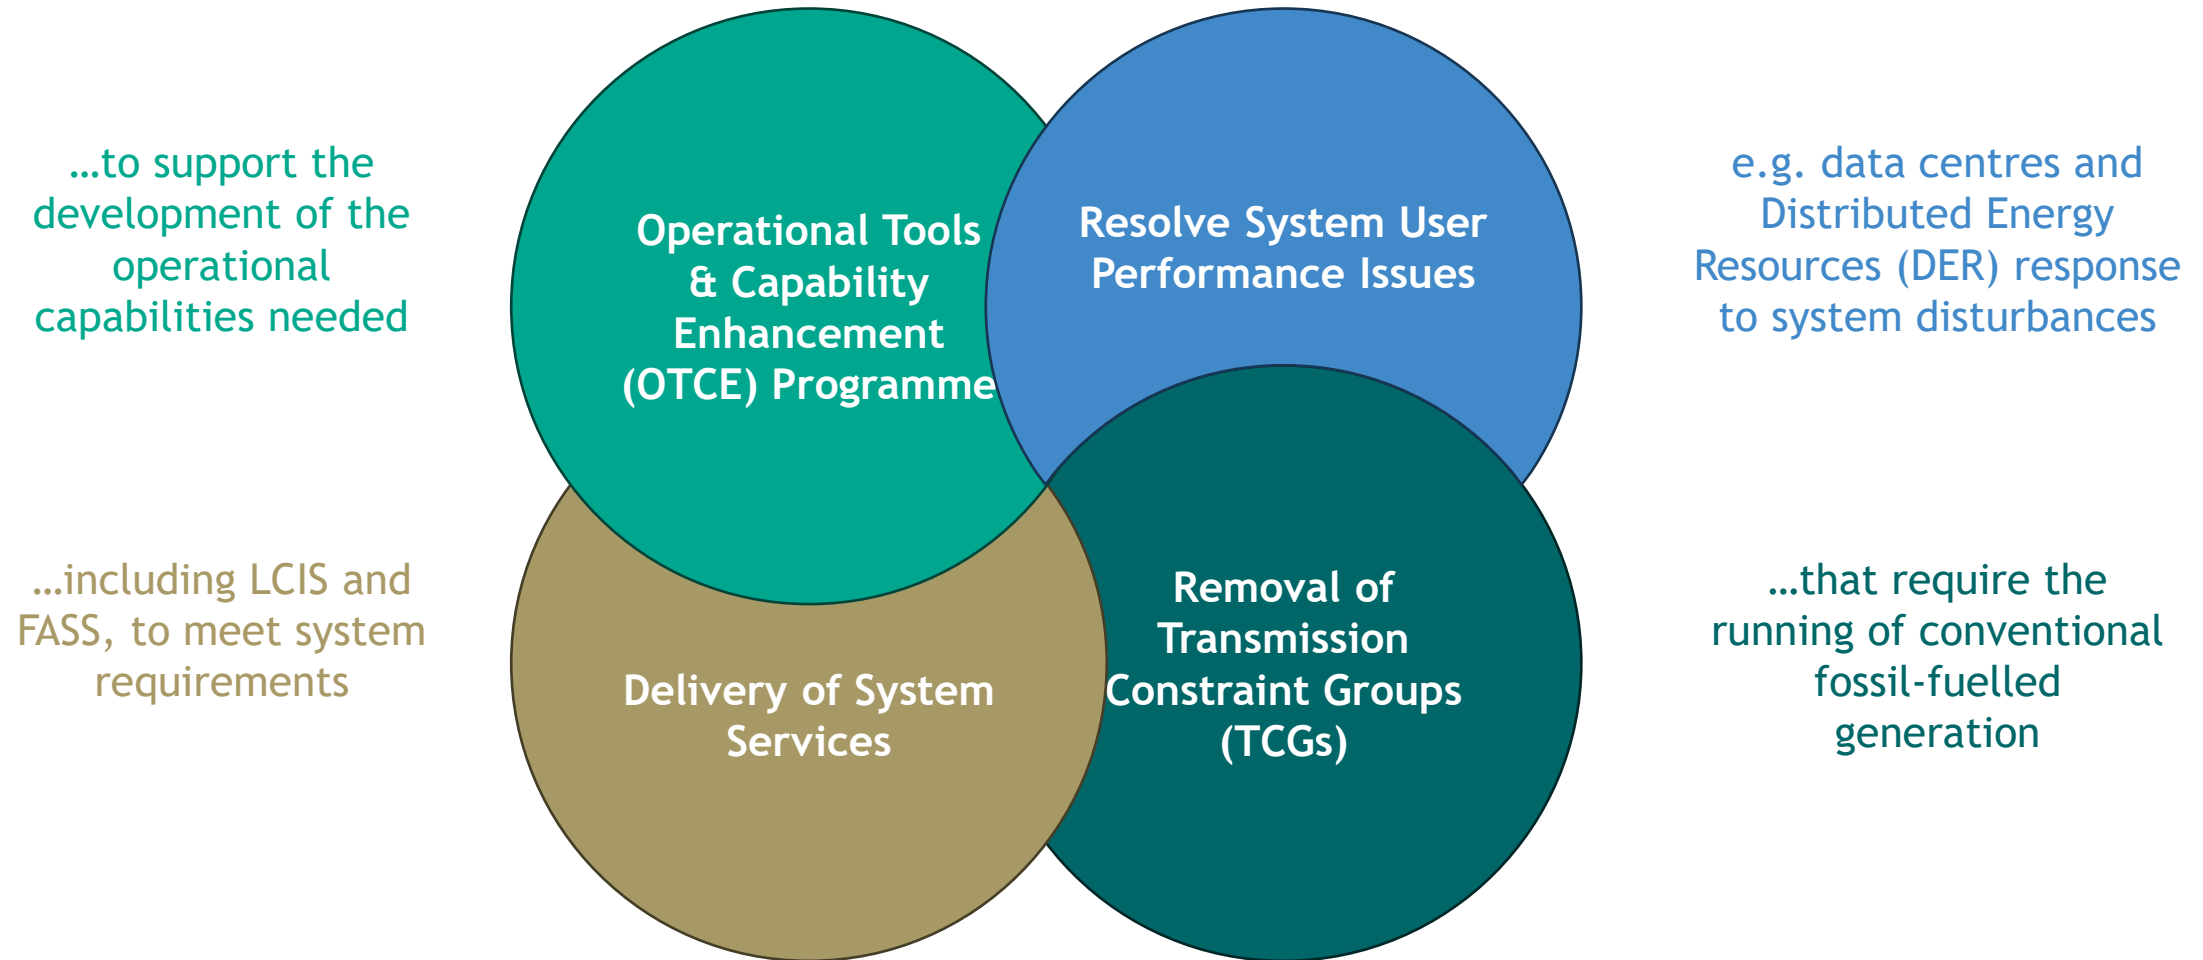 …to support the
development of the
operational
capabilities needed
Operational Tools
& Capability
Enhancement
(OTCE) Programme
Resolve System User
Performance Issues
e.g. data centres and
Distributed Energy
Resources (DER) response
to system disturbances
…including LCIS and
FASS, to meet system
requirements
Delivery of System
Services
Removal of
Transmission
Constraint Groups
(TCGs)
…that require the
running of conventional
fossil-fuelled
generation